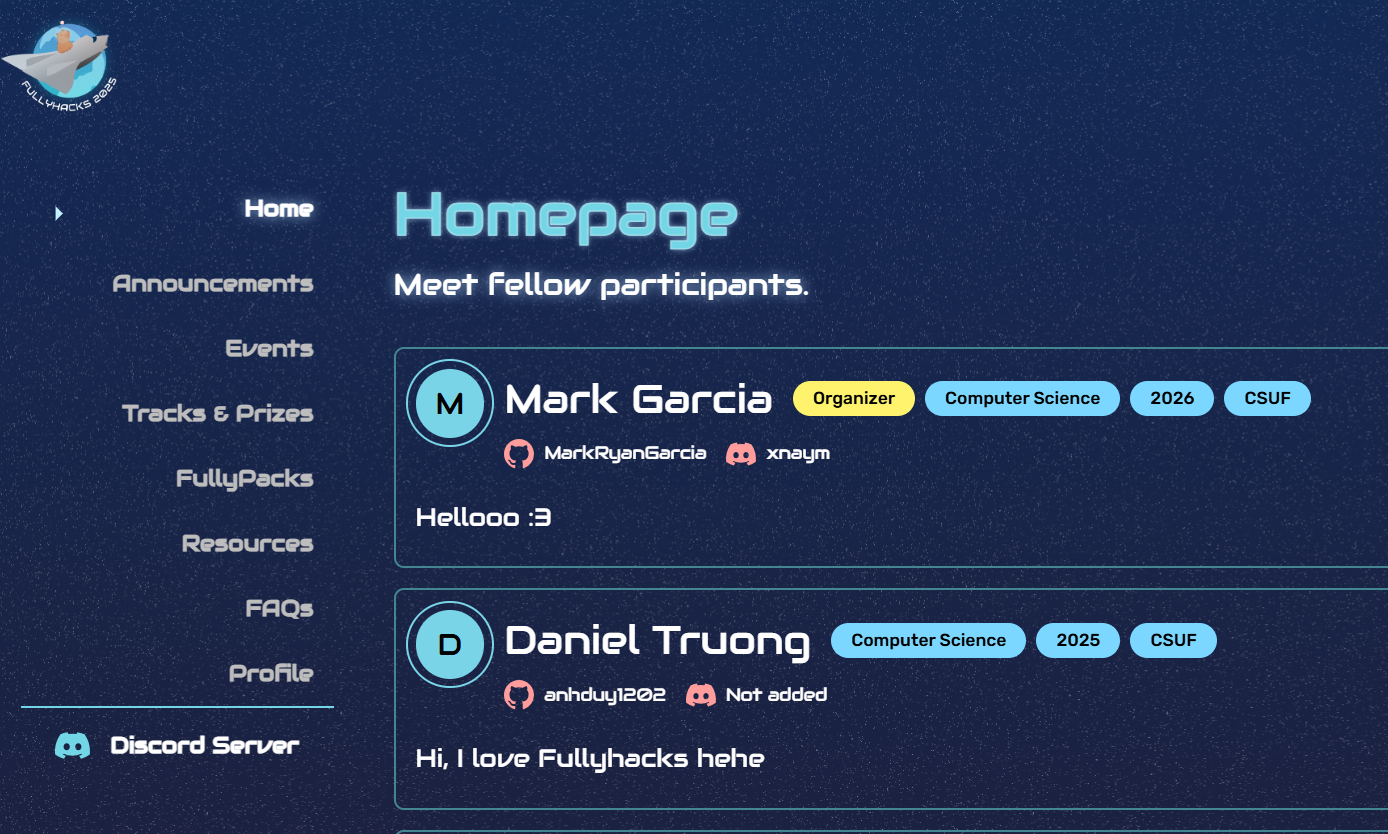 FULLYHACKS 2025
Home
Announcements
Events
Tracks & Prizes
FullyPacks
Resources
FAQs
Profile
Discord Server
Homepage
Meet fellow participants.
M
Mark Garcia Organizer Computer Science 2026 CSUF
MarkRyanGarcia xnaym
Hellooo :3
D
Daniel Truong Computer Science 2025 CSUF
anhduy1202 Not added
Hi, I love Fullyhacks hehe